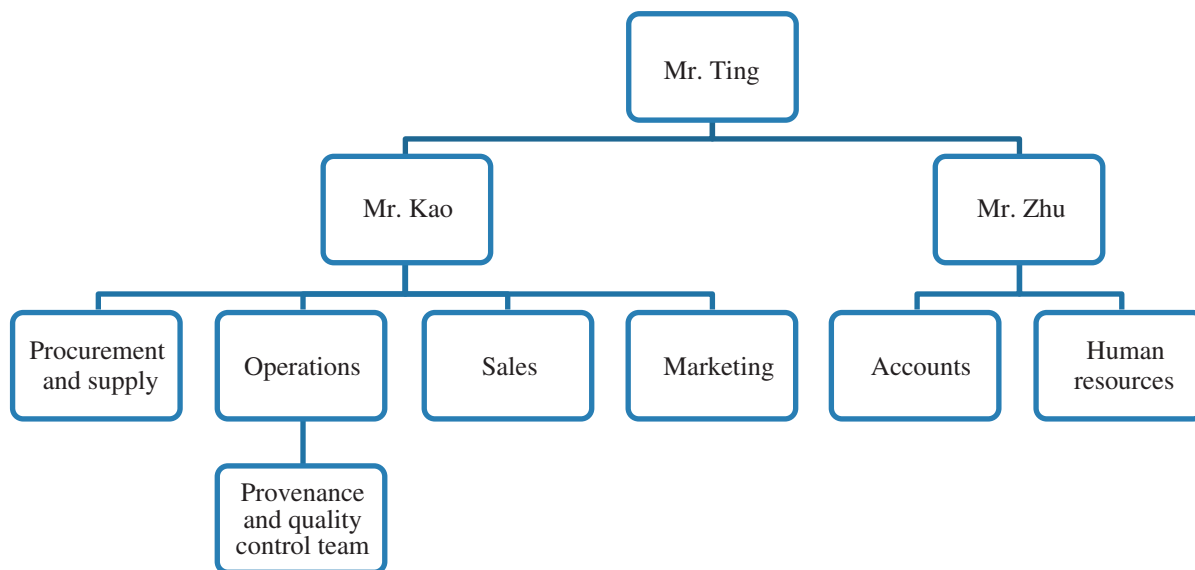 Mr. Ting
Mr. Kao
Mr. Zhu
Procurement
and supply
Operations
Sales
Marketing
Accounts
Human
resources
Provenance
and quality
control team